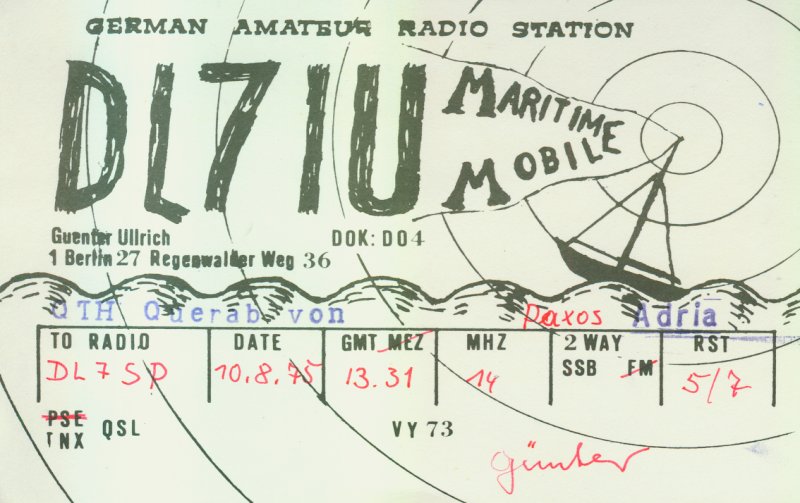 GERMAN AMATEUR RADIO STATION
DL7IU
MARITIME
MOBILE
Guenter Ullrich DOK: D04
1 Berlin 27 Regenwalder Weg 36
QTH Querab von Paxos Adria
TO RADIO DATE GMT MEZ MHZ 2 WAY RST
SSB FM
DL7SP 10.8.75 13.31 14 5/7
PSE
TNX QSL VY 73
Günter